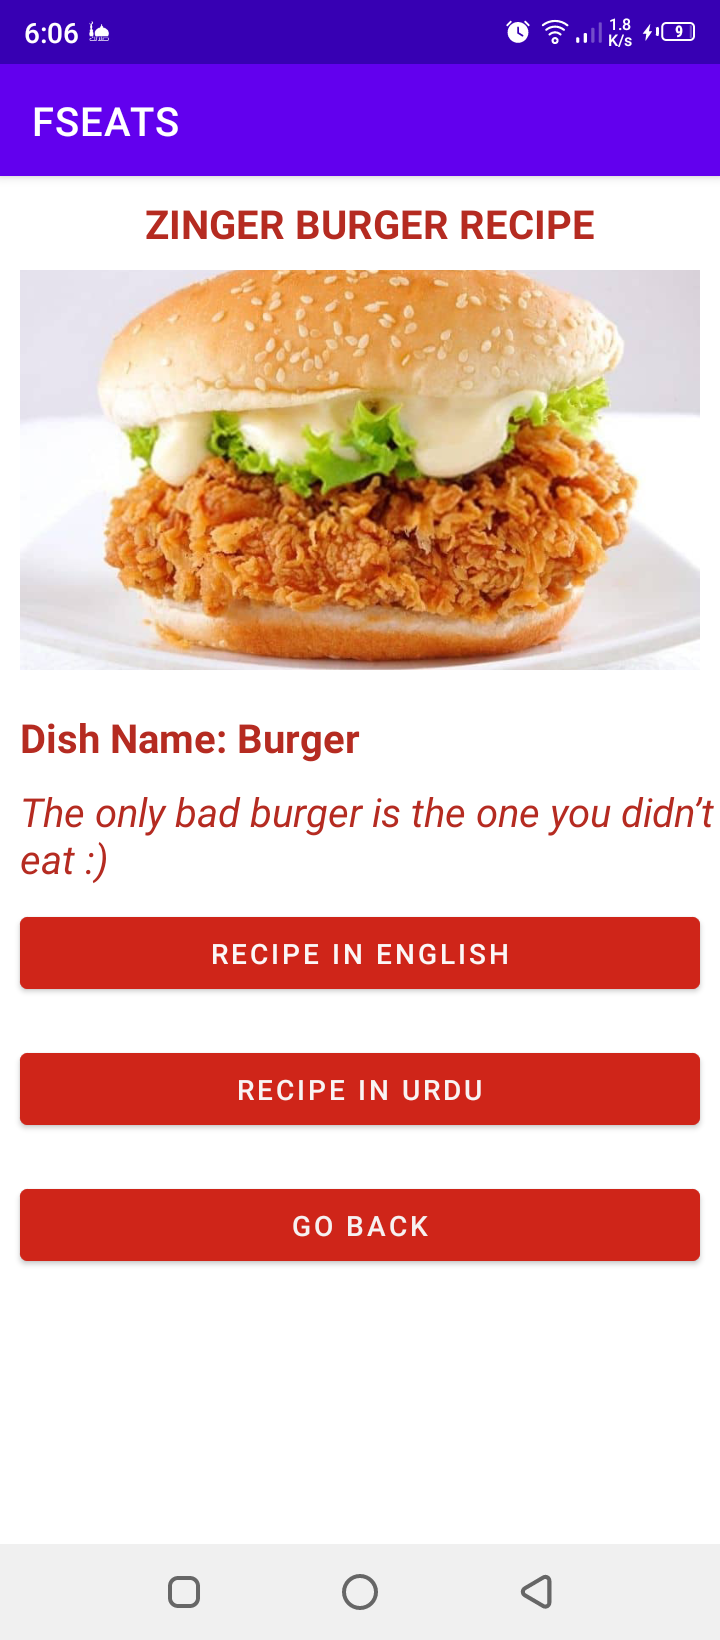 6:06
1.8
K/s
9
FSEATS
ZINGER BURGER RECIPE
Dish Name: Burger
The only bad burger is the one you didn’t
eat :)
RECIPE IN ENGLISH
RECIPE IN URDU
GO BACK